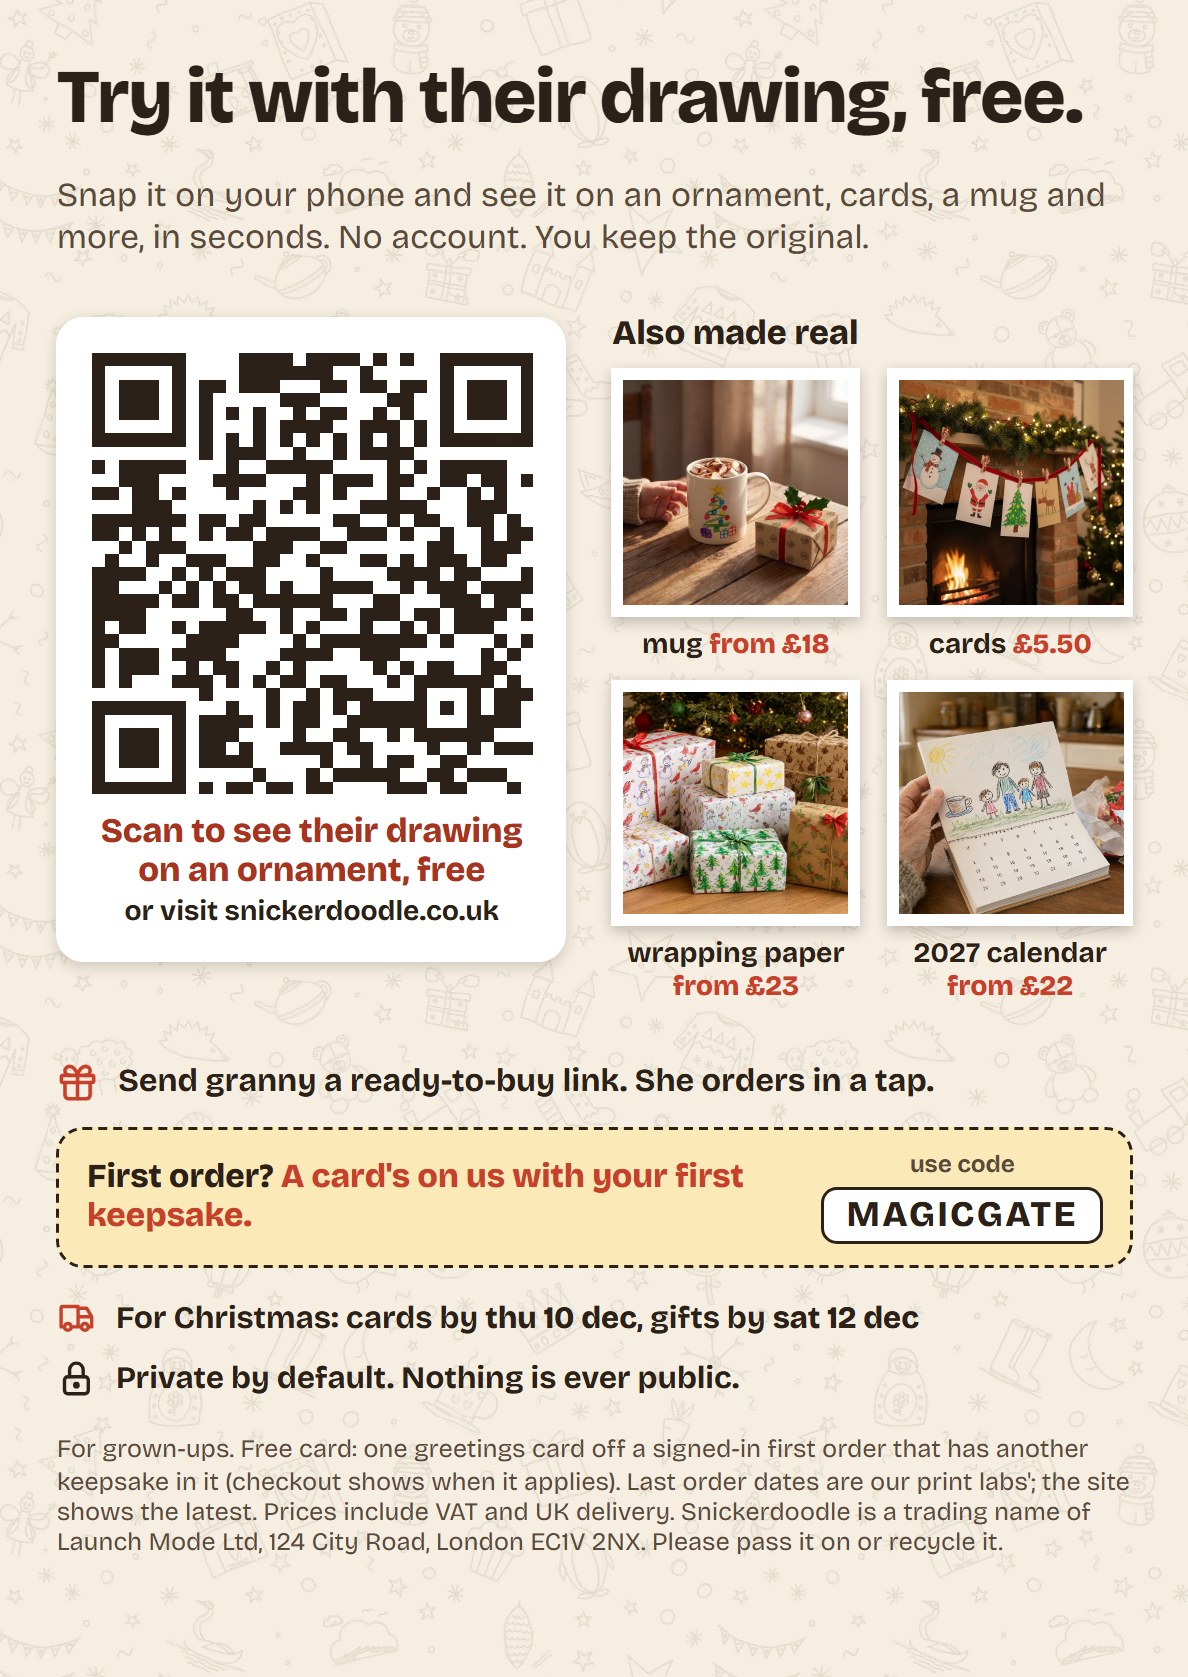 Try it with their drawing, free.
Snap it on your phone and see it on an ornament, cards, a mug and
more, in seconds. No account. You keep the original.
Scan to see their drawing
on an ornament, free
or visit snickerdoodle.co.uk
Also made real
mug from £18
cards £5.50
wrapping paper
from £23
2027 calendar
from £22
Send granny a ready-to-buy link. She orders in a tap.
First order? A card's on us with your first
keepsake.
use code
MAGICGATE
For Christmas: cards by thu 10 dec, gifts by sat 12 dec
Private by default. Nothing is ever public.
For grown-ups. Free card: one greetings card off a signed-in first order that has another
keepsake in it (checkout shows when it applies). Last order dates are our print labs'; the site
shows the latest. Prices include VAT and UK delivery. Snickerdoodle is a trading name of
Launch Mode Ltd, 124 City Road, London EC1V 2NX. Please pass it on or recycle it.